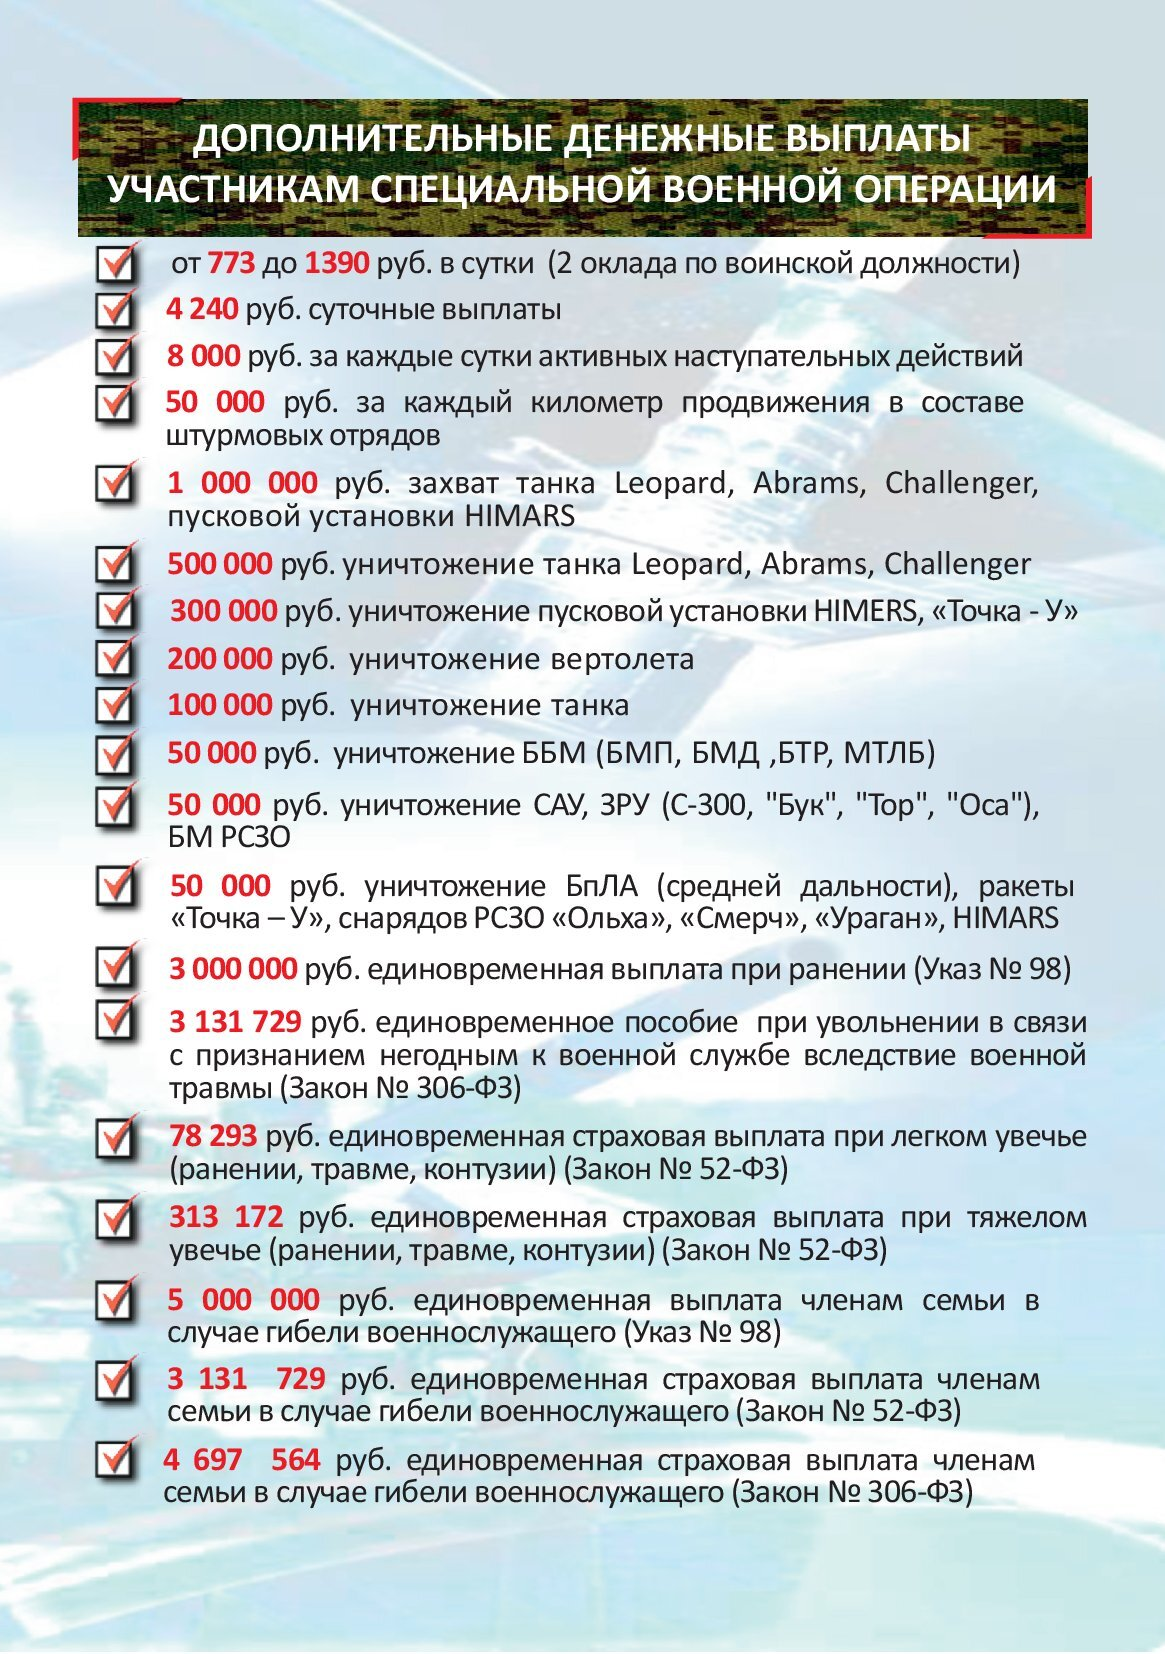 ДОПОЛНИТЕЛЬНЫЕ ДЕНЕЖНЫЕ ВЫПЛАТЫ
УЧАСТНИКАМ СПЕЦИАЛЬНОЙ ВОЕННОЙ ОПЕРАЦИИ
от 773 до 1390 руб. в сутки (2 оклада по воинской должности)
4 240 руб. суточные выплаты
8 000 руб. за каждые сутки активных наступательных действий
50 000 руб. за каждый километр продвижения в составе
штурмовых отрядов
1 000 000 руб. захват танка Leopard, Abrams, Challenger,
пусковой установки HIMARS
500 000 руб. уничтожение танка Leopard, Abrams, Challenger
300 000 руб. уничтожение пусковой установки HIMERS, «Точка - У»
200 000 руб. уничтожение вертолета
100 000 руб. уничтожение танка
50 000 руб. уничтожение ББМ (БМП, БМД ,БТР, МТЛБ)
50 000 руб. уничтожение САУ, ЗРУ (С-300, "Бук", "Тор", "Оса"),
БМ РСЗО
50 000 руб. уничтожение БпЛА (средней дальности), ракеты
«Точка – У», снарядов РСЗО «Ольха», «Смерч», «Ураган», HIMARS
3 000 000 руб. единовременная выплата при ранении (Указ № 98)
3 131 729 руб. единовременное пособие при увольнении в связи
с признанием негодным к военной службе вследствие военной
травмы (Закон № 306-ФЗ)
78 293 руб. единовременная страховая выплата при легком увечье
(ранении, травме, контузии) (Закон № 52-ФЗ)
313 172 руб. единовременная страховая выплата при тяжелом
увечье (ранении, травме, контузии) (Закон № 52-ФЗ)
5 000 000 руб. единовременная выплата членам семьи в
случае гибели военнослужащего (Указ № 98)
3 131 729 руб. единовременная страховая выплата членам
семьи в случае гибели военнослужащего (Закон № 52-ФЗ)
4 697 564 руб. единовременная страховая выплата членам
семьи в случае гибели военнослужащего (Закон № 306-ФЗ)